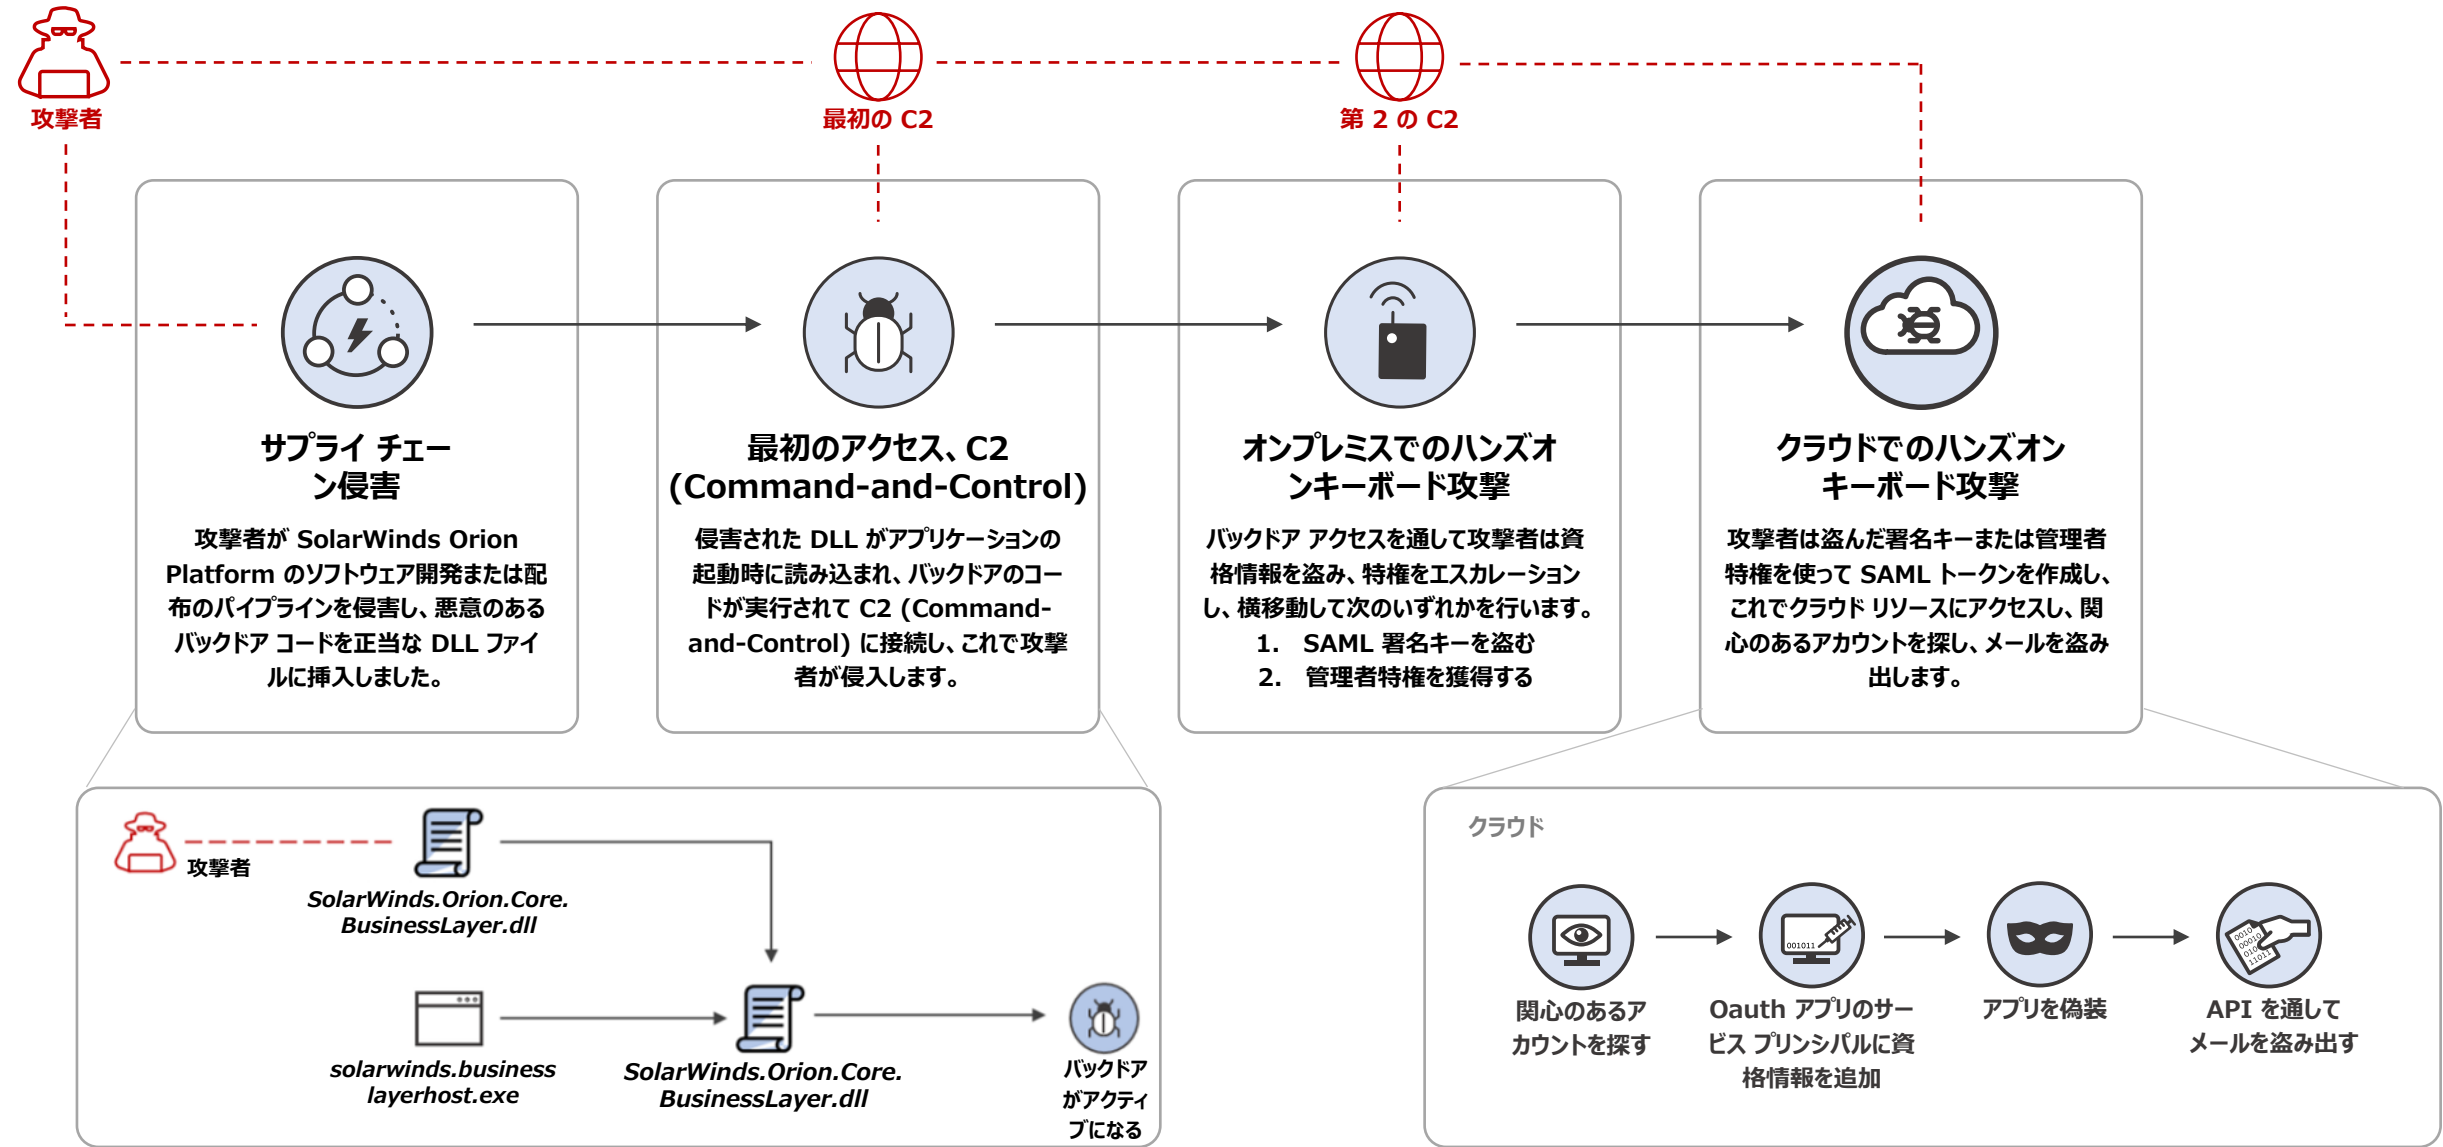 攻撃者
最初の C2
第 2 の C2
サプライ チェー
ン侵害
攻撃者が SolarWinds Orion
Platform のソフトウェア開発または配
布のパイプラインを侵害し、悪意のある
バックドア コードを正当な DLL ファイ
ルに挿入しました。
最初のアクセス、C2
(Command-and-Control)
侵害された DLL がアプリケーションの
起動時に読み込まれ、バックドアのコー
ドが実行されて C2 (Command-
and-Control) に接続し、これで攻撃
者が侵入します。
オンプレミスでのハンズオ
ンキーボード攻撃
バックドア アクセスを通して攻撃者は資
格情報を盗み、特権をエスカレーション
し、横移動して次のいずれかを行います。
1. SAML 署名キーを盗む
2. 管理者特権を獲得する
クラウドでのハンズオン
キーボード攻撃
攻撃者は盗んだ署名キーまたは管理者
特権を使って SAML トークンを作成し、
これでクラウド リソースにアクセスし、関
心のあるアカウントを探し、メールを盗み
出します。
攻撃者
SolarWinds.Orion.Core.
BusinessLayer.dll
solarwinds.business
layerhost.exe
SolarWinds.Orion.Core.
BusinessLayer.dll
バックドア
がアクティ
ブになる
クラウド
関心のあるア
カウントを探す
001011
Oauth アプリのサー
ビス プリンシパルに資
格情報を追加
アプリを偽装
API を通して
メールを盗み出す